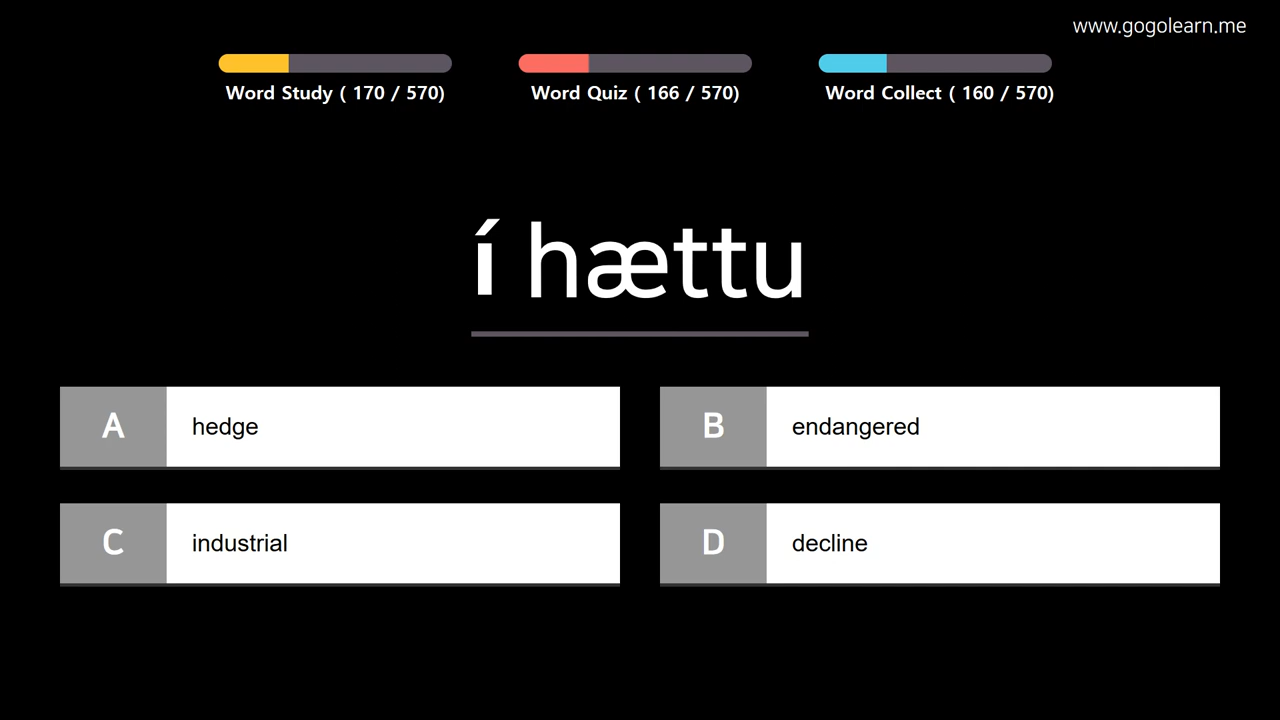 www.gogolearn.me
Word Study ( 170 / 570)
Word Quiz ( 166 / 570)
Word Collect ( 160 / 570)
í hættu
A hedge
B endangered
C industrial
D decline